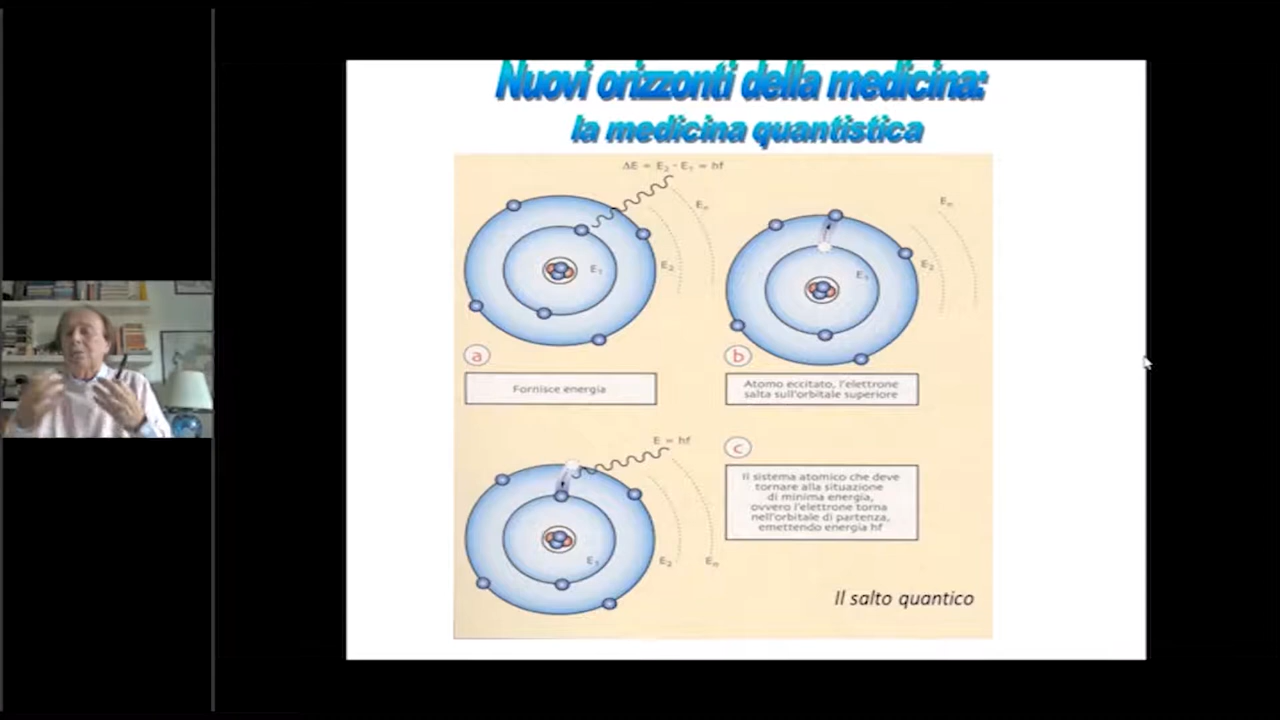 Nuovi orizzonti della medicina:
la medicina quantistica
ΔE = E₂ - E₁ = hf
Eₙ
E₁
E₂
a
Fornisce energia
Eₙ
E₁
E₂
b
Atomo eccitato, l'elettrone
salta sull'orbitale superiore
E = hf
E₁
E₂
Eₙ
c
Il sistema atomico che deve
tornare alla situazione
di minima energia,
ovvero l'elettrone torna
nell'orbitale di partenza,
emettendo energia hf
Il salto quantico